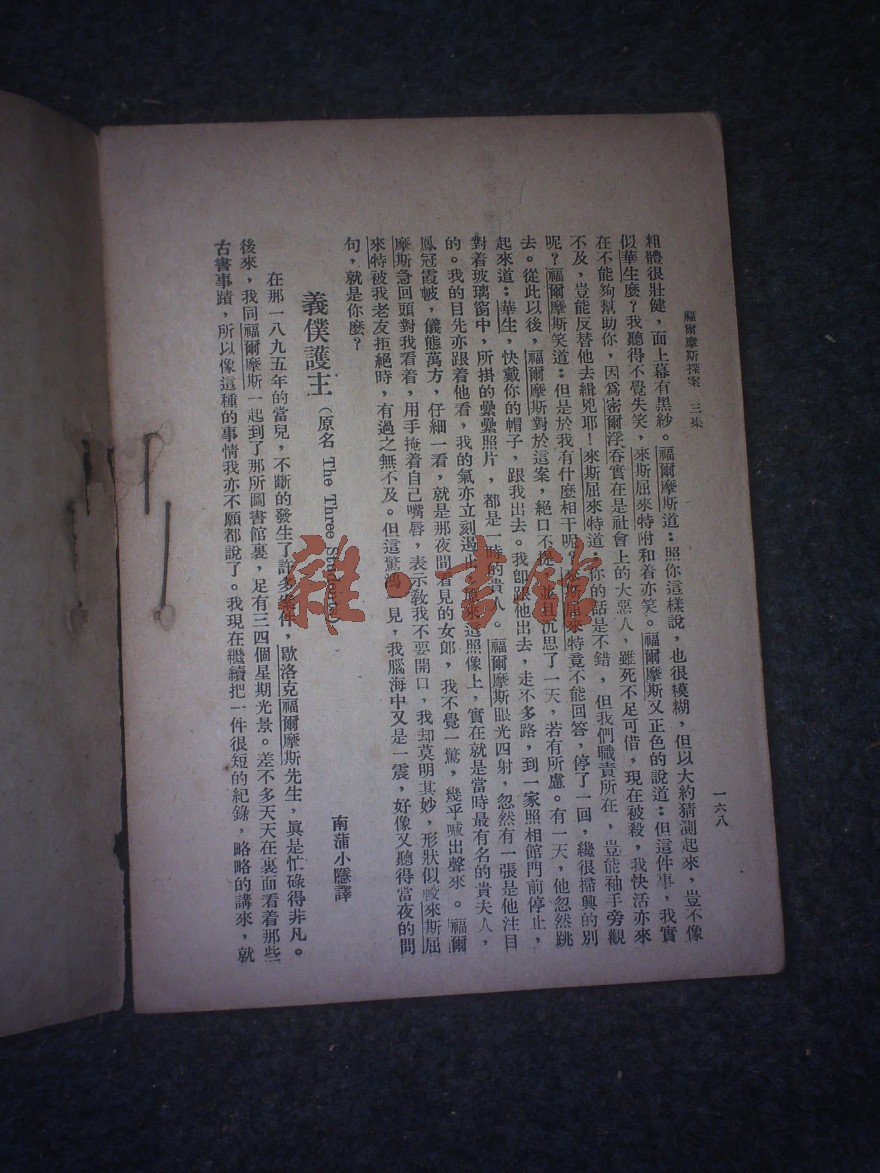 福爾摩斯探案 三集
一六八
粗體很壯健，面上幕有黑紗。福爾摩斯道：照你這樣說，也很模糊，但以大約猜測起來，豈不像
似華生麼？我聽得不覺失笑，來斯屈來特附和着亦笑。福爾摩斯又正色的說道：但這件事，我實
在不能夠幫助你，因爲密爾浮吞實在是社會上的大惡人，雖死不足可惜，現在被殺，我快活亦來
不及，豈能反替他去緝兇耶！來斯屈來特道：你的話是不錯，但我們職責所在，豈能袖手旁觀
呢？福爾摩斯笑道：但是於我有什麼相干呢，來特竟不能回答，停了一回，纔很掃興的別
去。從此以後，福爾摩斯對於這案，絕口不提，並且沉思了一天，若有所慮。有一天，他忽然跳
起來道：華生，快戴你的帽子，跟我出去。我卽跟他出去，走不多路，到一家照相館門前停止，
對着玻璃窗中，所掛的纍纍照片，都是一時的貴人。福爾摩斯眼光四射，忽然有一張是他注目
的。我的目先亦跟着他看，我的氣亦立刻遏止，原來這照像上，實在就是當時最有名的貴夫人，
鳳冠霞帔，儀態萬方，仔細一看，就是那夜間看見的女郎，我不覺一驚，幾乎喊出聲來。福爾
摩斯急回頭對我看着，用手掩着自己嘴唇，表示教我不要開口，我却莫明其妙，形狀似較來斯屈
來特被我老友拒絕時，有過之無不及。但這驚鴻一見，我腦海中又是一震，好像又聽得當夜的問
句，就是你麼？
義僕護主（原名 The Three Students）
南蒲小隱譯
在那一八九五年的當兒，不斷的發生了許多案件，歇洛克福爾摩斯先生，眞是忙碌得非凡。
後來，我同福爾摩斯一起到了那所圖書館裏，足有三四個星期光景。差不多天天在裏面看着那些
古書事蹟，所以像這種的事情我亦不願都說了。我現在繼續把一件很短的紀錄，略略的講來，就
雜·書館